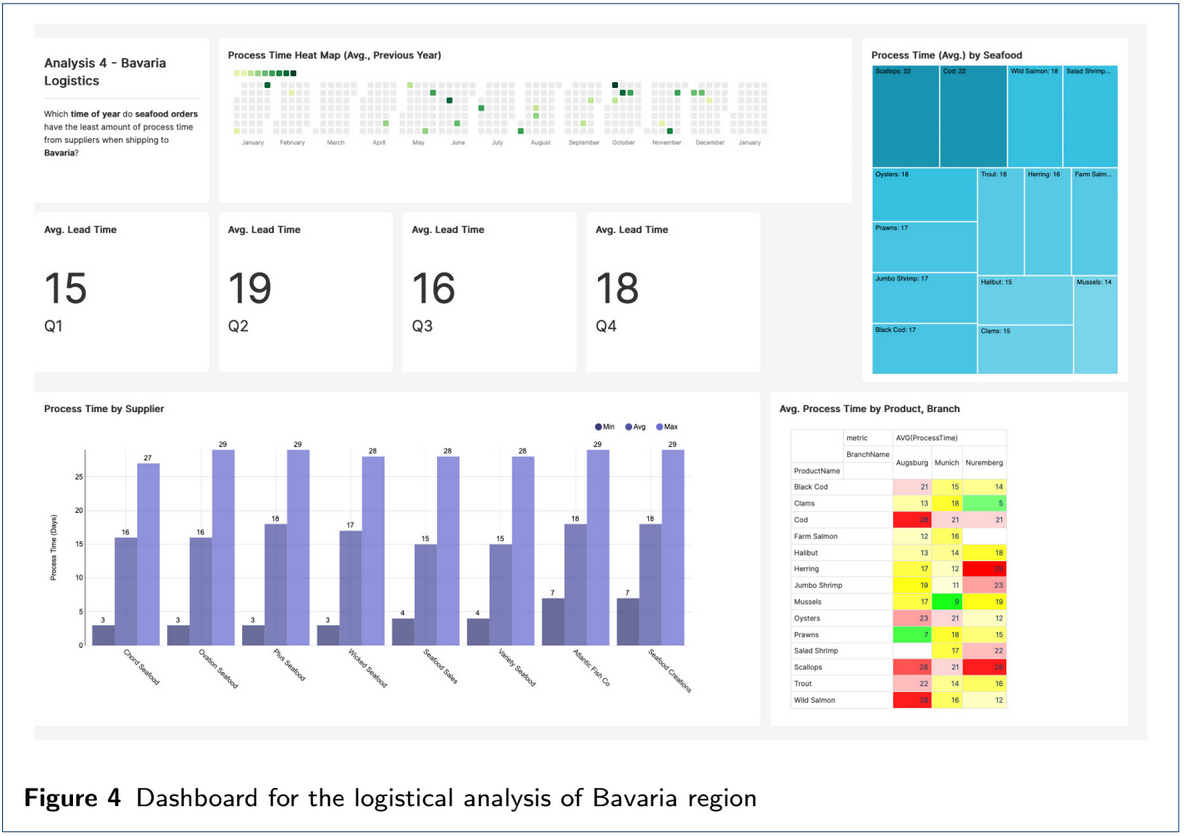 Analysis 4 - Bavaria
Logistics
Which time of year do seafood orders
have the least amount of process time
from suppliers when shipping to
Bavaria?
Process Time Heat Map (Avg., Previous Year)
January February March April May June July August September October November December January
Process Time (Avg.) by Seafood
Scallops: 22 Cod: 22 Wild Salmon: 18 Salad Shrimp...
Oysters: 18 Trout: 16 Herring: 16 Farm Salm...
Prawns: 17
Jumbo Shrimp: 17 Halibut: 15 Mussels: 14
Black Cod: 17 Clams: 15
Avg. Lead Time
15
Q1
Avg. Lead Time
19
Q2
Avg. Lead Time
16
Q3
Avg. Lead Time
18
Q4
Process Time by Supplier
Min Avg Max
Process Time (Days)
25
20
15
10
5
0
3 16 27
3 16 29
3 18 29
3 17 28
4 15 28
4 15 28
7 18 29
7 18 29
Chord Seafood
Ovation Seafood
Plus Seafood
Wicked Seafood
Seafood Sales
Variety Seafood
Atlantic Fish Co
Seafood Creations
Avg. Process Time by Product, Branch
metric AVG(ProcessTime)
BranchName Augsburg Munich Nuremberg
ProductName
Black Cod 21 15 14
Clams 13 18 5
Cod 21 21
Farm Salmon 12 16
Halibut 13 14 18
Herring 17 12
Jumbo Shrimp 19 11 23
Mussels 17 9 19
Oysters 23 21 12
Prawns 7 18 15
Salad Shrimp 17 22
Scallops 26 21
Trout 22 14 16
Wild Salmon 16 12
Figure 4 Dashboard for the logistical analysis of Bavaria region